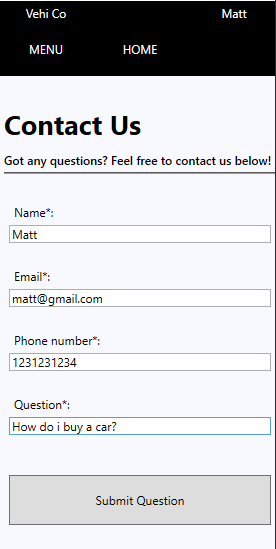 Vehi Co Matt
MENU HOME
Contact Us
Got any questions? Feel free to contact us below!
Name*:
Matt
Email*:
matt@gmail.com
Phone number*:
1231231234
Question*:
How do i buy a car?
Submit Question